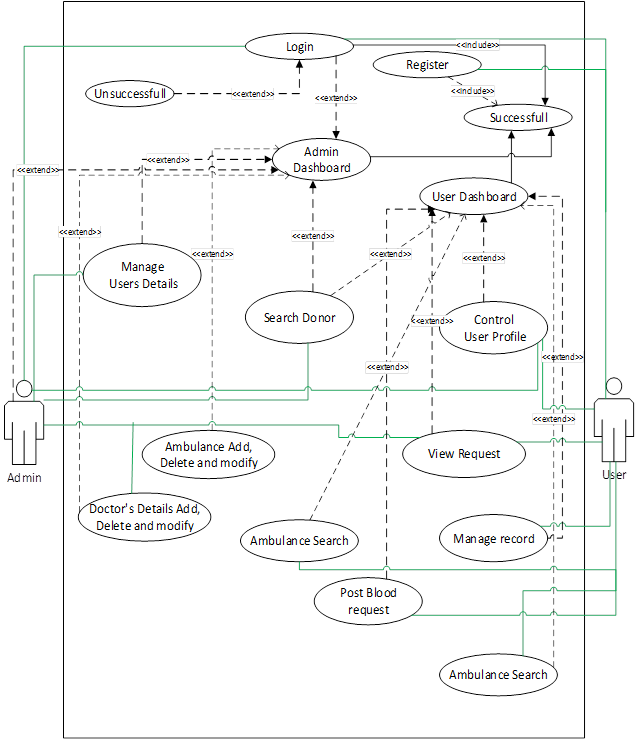 Login
<<include>>
Register
Unsuccessfull
<<extend>>
<<extend>>
<<include>>
Successfull
Admin
Dashboard
<<extend>>
<<extend>>
User Dashboard
<<extend>>
<<extend>>
<<extend>>
<<extend>>
<<extend>>
Manage
Users Details
Search Donor
<<extend>>
Control
User Profile
<<extend>>
<<extend>>
<<extend>>
Ambulance Add,
Delete and modify
View Request
Admin
User
Doctor's Details Add,
Delete and modify
Ambulance Search
Manage record
Post Blood
request
Ambulance Search